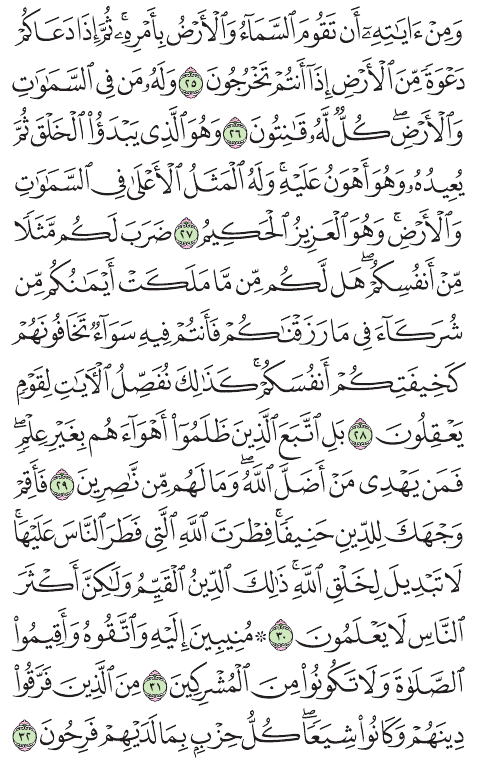 وَمِنْ ءَايَٰتِهِۦٓ أَن تَقُومَ ٱلسَّمَآءُ وَٱلْأَرْضُ بِأَمْرِهِۦۚ ثُمَّ إِذَا دَعَاكُمْ
دَعْوَةً مِّنَ ٱلْأَرْضِ إِذَآ أَنتُمْ تَخْرُجُونَ ٢٥ وَلَهُۥ مَن فِى ٱلسَّمَٰوَٰتِ
وَٱلْأَرْضِۖ كُلٌّ لَّهُۥ قَٰنِتُونَ ٢٦ وَهُوَ ٱلَّذِى يَبْدَؤُا۟ ٱلْخَلْقَ ثُمَّ
يُعِيدُهُۥ وَهُوَ أَهْوَنُ عَلَيْهِۚ وَلَهُ ٱلْمَثَلُ ٱلْأَعْلَىٰ فِى ٱلسَّمَٰوَٰتِ
وَٱلْأَرْضِۚ وَهُوَ ٱلْعَزِيزُ ٱلْحَكِيمُ ٢٧ ضَرَبَ لَكُم مَّثَلًا
مِّنْ أَنفُسِكُمْۖ هَل لَّكُم مِّن مَّا مَلَكَتْ أَيْمَٰنُكُم مِّن
شُرَكَآءَ فِى مَا رَزَقْنَٰكُمْ فَأَنتُمْ فِيهِ سَوَآءٌ تَخَافُونَهُمْ
كَخِيفَتِكُمْ أَنفُسَكُمْۚ كَذَٰلِكَ نُفَصِّلُ ٱلْءَايَٰتِ لِقَوْمٍ
يَعْقِلُونَ ٢٨ بَلِ ٱتَّبَعَ ٱلَّذِينَ ظَلَمُوٓا۟ أَهْوَآءَهُم بِغَيْرِ عِلْمٍۖ
فَمَن يَهْدِى مَنْ أَضَلَّ ٱللَّهُۖ وَمَا لَهُم مِّن نَّٰصِرِينَ ٢٩ فَأَقِمْ
وَجْهَكَ لِلدِّينِ حَنِيفًاۚ فِطْرَتَ ٱللَّهِ ٱلَّتِى فَطَرَ ٱلنَّاسَ عَلَيْهَاۚ
لَا تَبْدِيلَ لِخَلْقِ ٱللَّهِۚ ذَٰلِكَ ٱلدِّينُ ٱلْقَيِّمُ وَلَٰكِنَّ أَكْثَرَ
ٱلنَّاسِ لَا يَعْلَمُونَ ٣٠ ۞ مُنِيبِينَ إِلَيْهِ وَٱتَّقُوهُ وَأَقِيمُوا۟
ٱلصَّلَوٰةَ وَلَا تَكُونُوا۟ مِنَ ٱلْمُشْرِكِينَ ٣١ مِنَ ٱلَّذِينَ فَرَّقُوا۟
دِينَهُمْ وَكَانُوا۟ شِيَعًاۖ كُلُّ حِزْبٍۭ بِمَا لَدَيْهِمْ فَرِحُونَ ٣٢